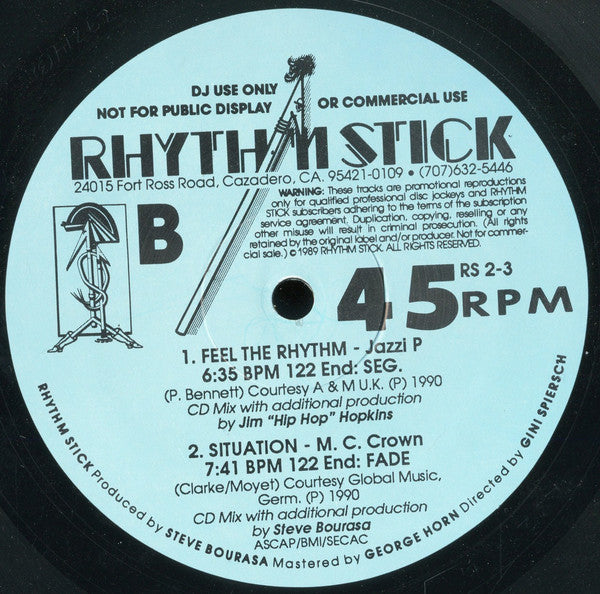 DJ USE ONLY
NOT FOR PUBLIC DISPLAY OR COMMERCIAL USE
RHYTHM STICK
24015 Fort Ross Road, Cazadero, CA. 95421-0109 • (707)632-5446
WARNING: These tracks are promotional reproductions
only for qualified professional disc jockeys and RHYTHM
STICK subscribers adhering to the terms of the subscription
service agreement. Duplication, copying, reselling or any
other misuse will result in criminal prosecution. (All rights
retained by the original label and/or producer. Not for commer-
cial sale.) ©1989 RHYTHM STICK. ALL RIGHTS RESERVED.
B
RS 2-3
45 RPM
1. FEEL THE RHYTHM - Jazzi P
6:35 BPM 122 End: SEG.
(P. Bennett) Courtesy A & M U.K. (P) 1990
CD Mix with additional production
by Jim "Hip Hop" Hopkins
2. SITUATION - M. C. Crown
7:41 BPM 122 End: FADE
(Clarke/Moyet) Courtesy Global Music,
Germ. (P) 1990
CD Mix with additional production
by Steve Bourasa
ASCAP/BMI/SECAC
RHYTHM STICK Produced by STEVE BOURASA Mastered by GEORGE HORN Directed by GINI SPIERSCH